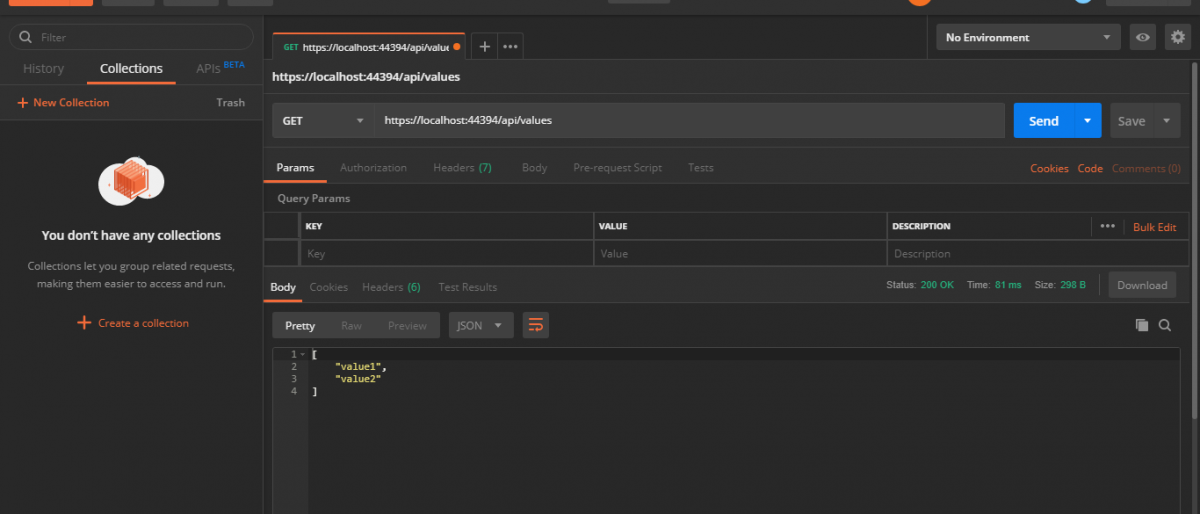 Filter
History Collections APIs BETA
+ New Collection Trash
You don't have any collections
Collections let you group related requests,
making them easier to access and run.
+ Create a collection
GET https://localhost:44394/api/value + •••
No Environment
https://localhost:44394/api/values
GET https://localhost:44394/api/values Send Save
Params Authorization Headers (7) Body Pre-request Script Tests Cookies Code Comments (0)
Query Params
KEY VALUE DESCRIPTION ••• Bulk Edit
Key Value Description
Body Cookies Headers (6) Test Results Status: 200 OK Time: 81 ms Size: 298 B Download
Pretty Raw Preview JSON
1 [
2 "value1",
3 "value2"
4 ]